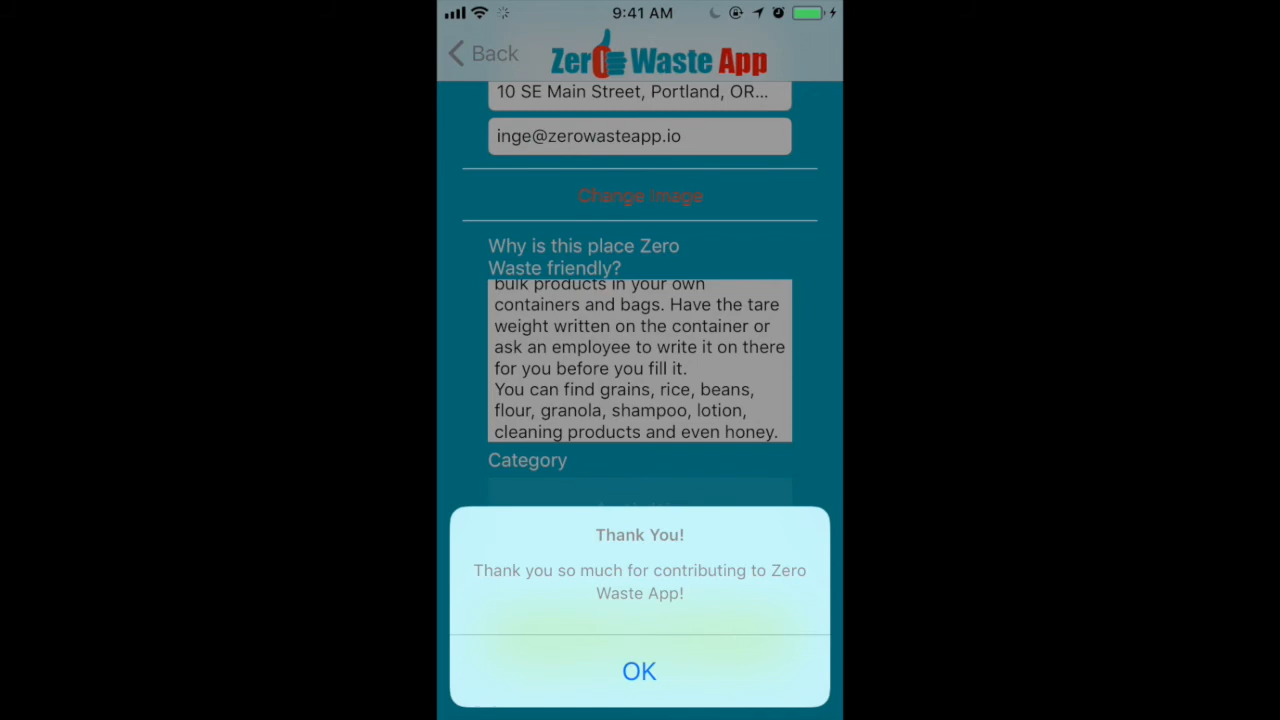 9:41 AM
Back
Zero Waste App
10 SE Main Street, Portland, OR...
inge@zerowasteapp.io
Change Image
Why is this place Zero
Waste friendly?
bulk products in your own
containers and bags. Have the tare
weight written on the container or
ask an employee to write it on there
for you before you fill it.
You can find grains, rice, beans,
flour, granola, shampoo, lotion,
cleaning products and even honey.
Category
Thank You!
Thank you so much for contributing to Zero
Waste App!
OK